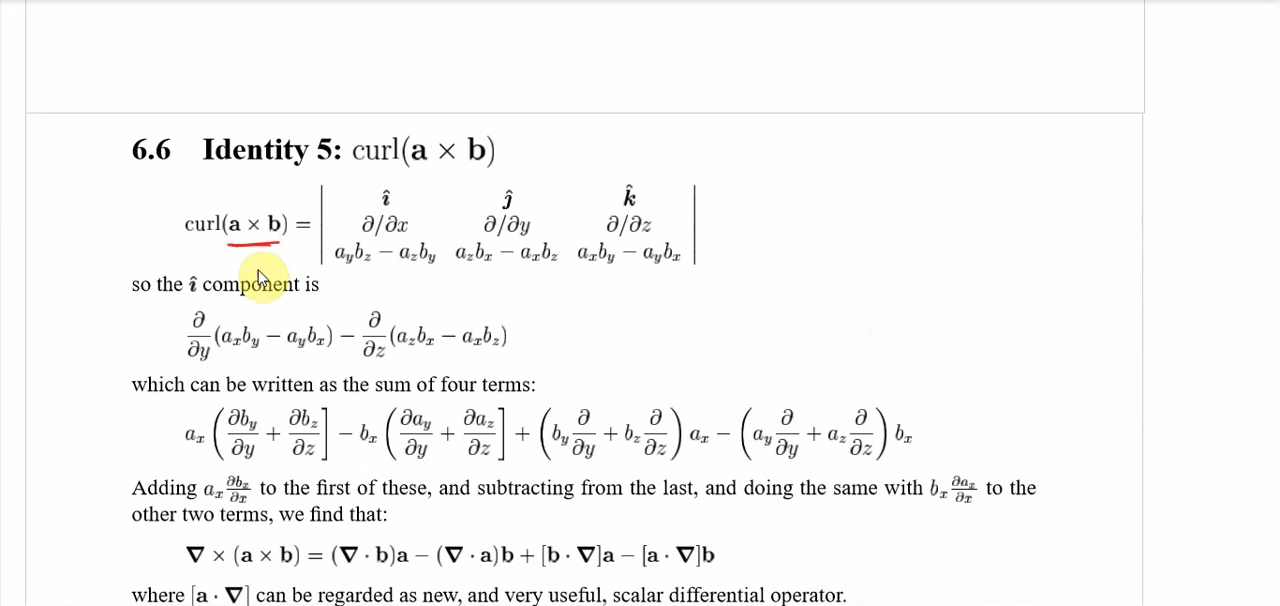 6.6 Identity 5: curl(a × b)
curl(a × b) = | î ĵ k̂ |
| ∂/∂x ∂/∂y ∂/∂z |
| a_y b_z − a_z b_y a_z b_x − a_x b_z a_x b_y − a_y b_x |
so the î component is
∂/∂y (a_x b_y − a_y b_x) − ∂/∂z (a_z b_x − a_x b_z)
which can be written as the sum of four terms:
a_x (∂b_y/∂y + ∂b_z/∂z] − b_x (∂a_y/∂y + ∂a_z/∂z] + (b_y ∂/∂y + b_z ∂/∂z) a_x − (a_y ∂/∂y + a_z ∂/∂z) b_x
Adding a_x ∂b_x/∂x to the first of these, and subtracting from the last, and doing the same with b_x ∂a_x/∂x to the
other two terms, we find that:
∇ × (a × b) = (∇ · b)a − (∇ · a)b + [b · ∇]a − [a · ∇]b
where [a · ∇] can be regarded as new, and very useful, scalar differential operator.